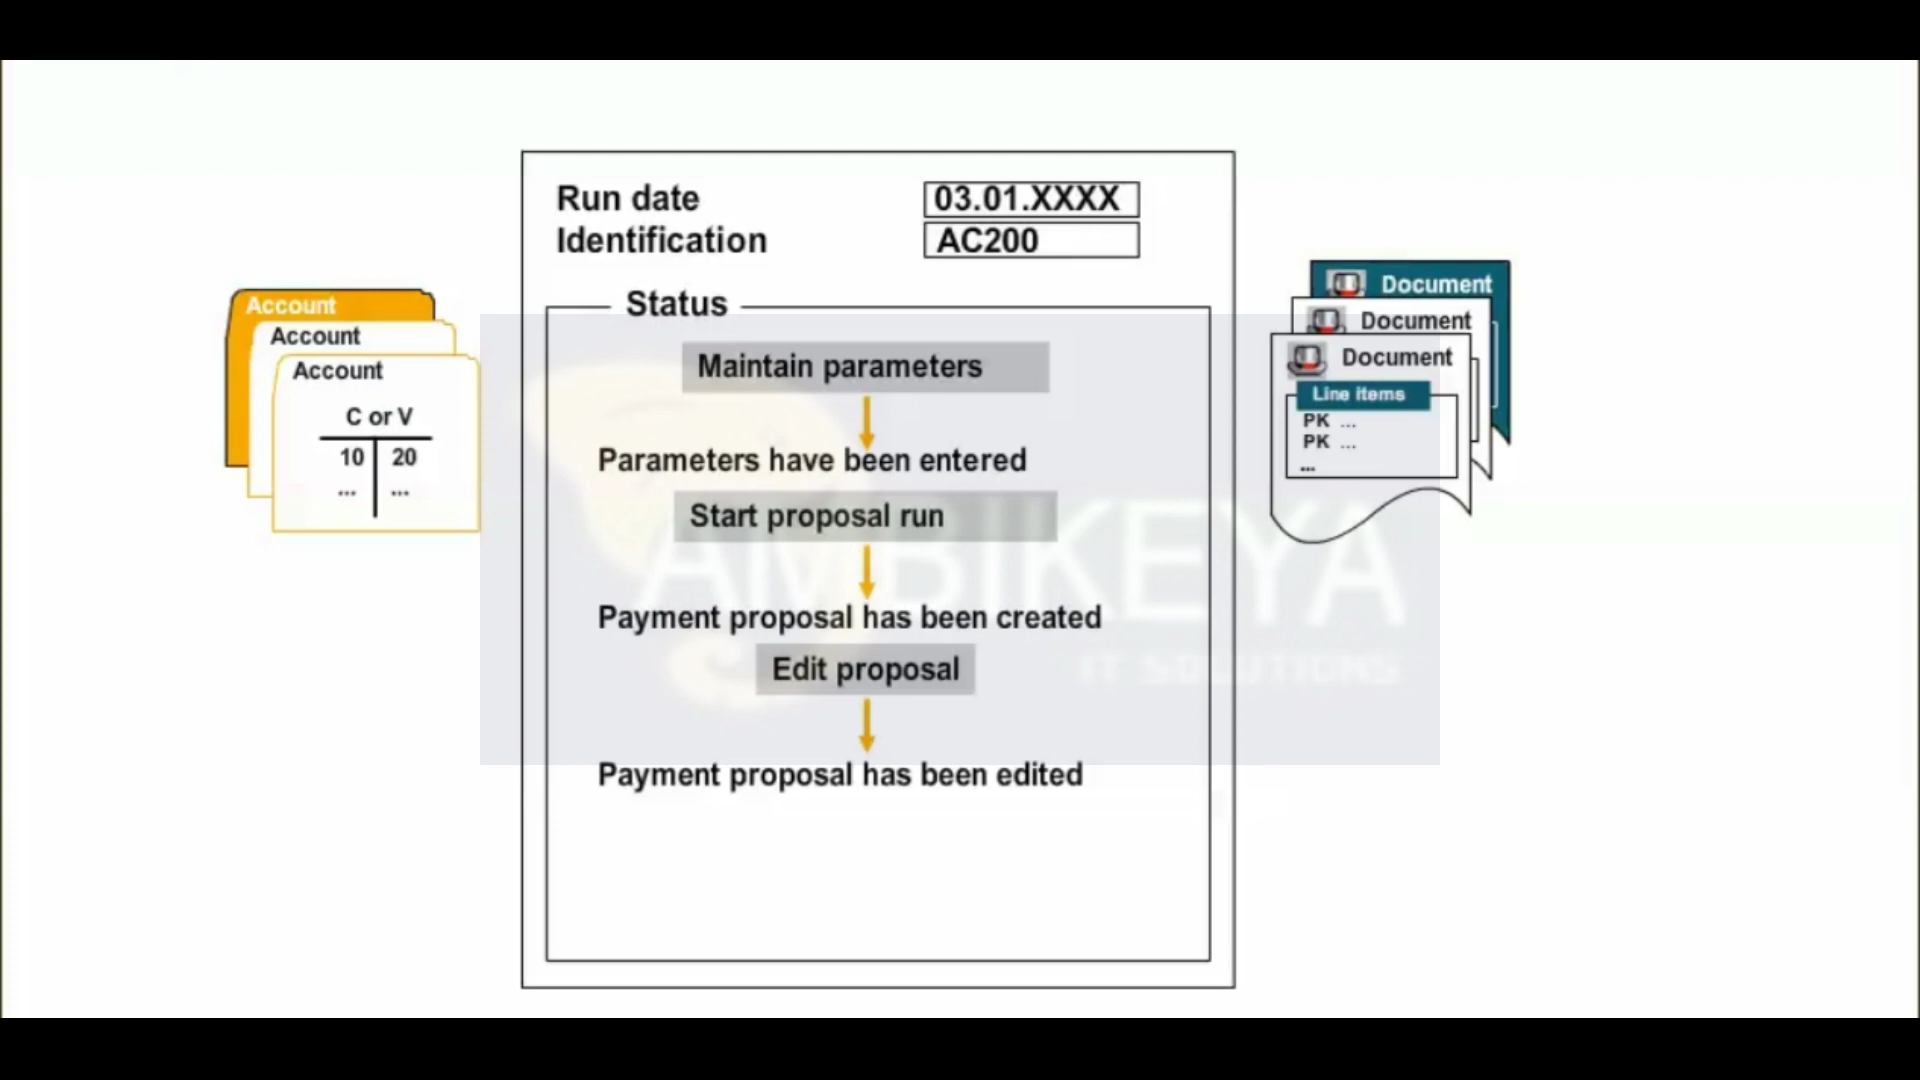 Run date 03.01.XXXX
Identification AC200
Status
Maintain parameters
Parameters have been entered
Start proposal run
Payment proposal has been created
Edit proposal
Payment proposal has been edited
Account
Account
Account
C or V
10 20
... ...
Document
Document
Document
Line items
PK ...
PK ...
...
AMBIKEYA
IT SOLUTIONS